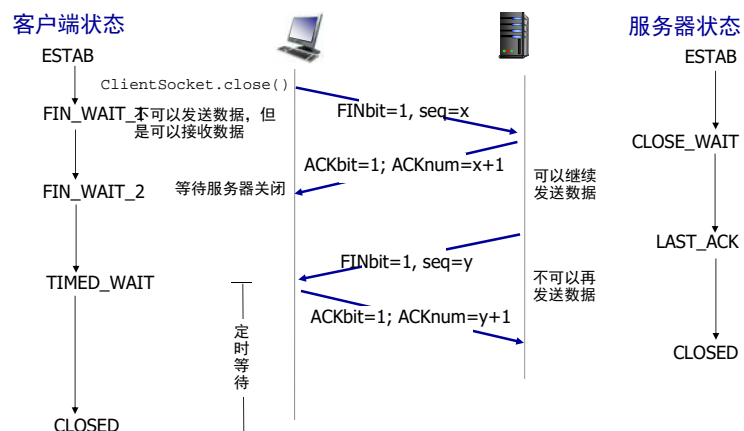 客户端状态
服务器状态
ESTAB
ESTAB
ClientSocket.close()
FIN_WAIT_1
不可以发送数据，但
是可以接收数据
FINbit=1, seq=x
CLOSE_WAIT
ACKbit=1; ACKnum=x+1
可以继续
发送数据
FIN_WAIT_2
等待服务器关闭
LAST_ACK
FINbit=1, seq=y
TIMED_WAIT
不可以再
发送数据
ACKbit=1; ACKnum=y+1
定时等待
CLOSED
CLOSED